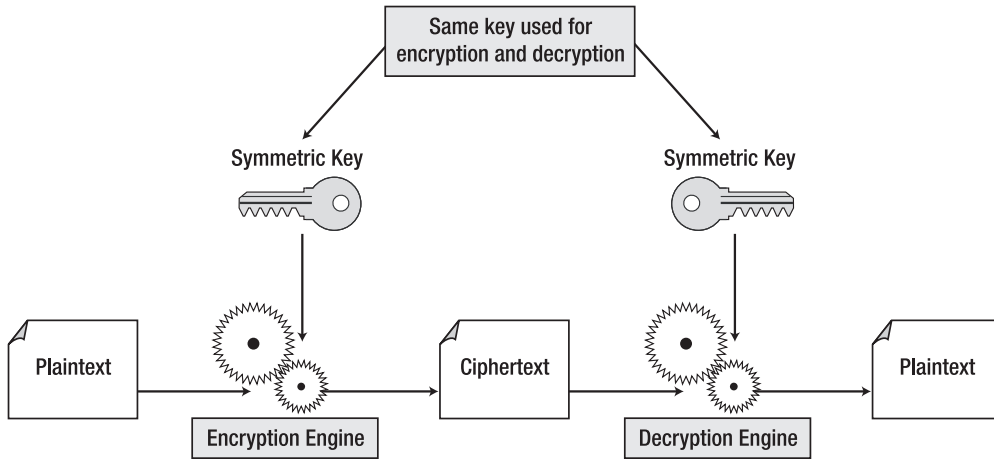 Same key used for
encryption and decryption
Symmetric Key
Symmetric Key
Plaintext
Ciphertext
Plaintext
Encryption Engine
Decryption Engine